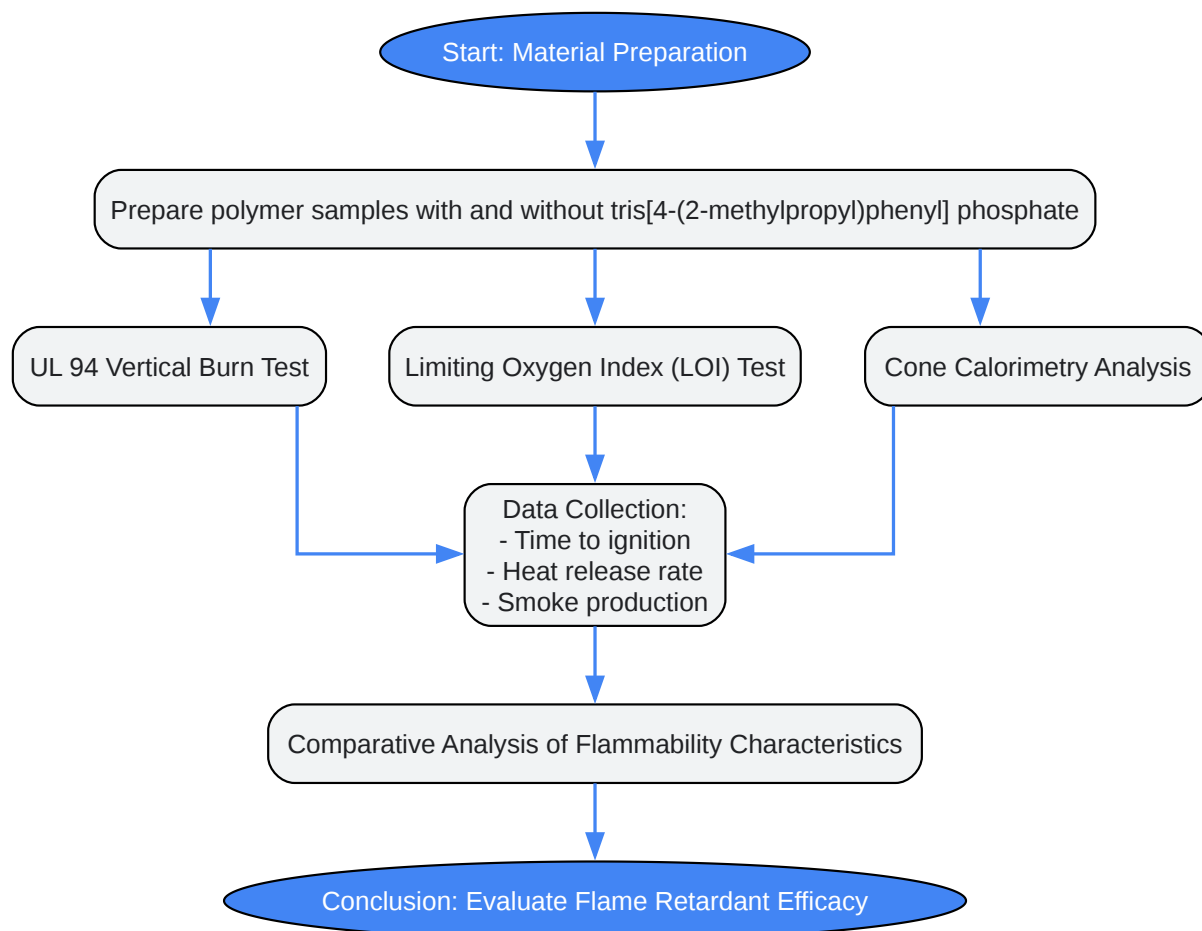 Start: Material Preparation
Prepare polymer samples with and without tris[4-(2-methylpropyl)phenyl] phosphate
UL 94 Vertical Burn Test
Limiting Oxygen Index (LOI) Test
Cone Calorimetry Analysis
Data Collection:
- Time to ignition
- Heat release rate
- Smoke production
Comparative Analysis of Flammability Characteristics
Conclusion: Evaluate Flame Retardant Efficacy